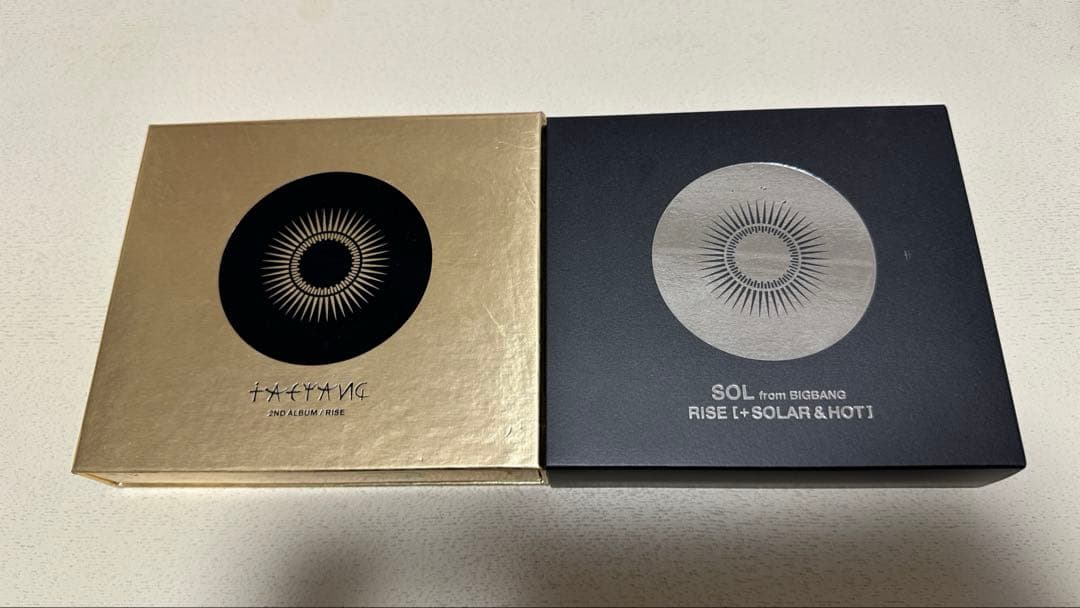 TAEYANG
2ND ALBUM / RISE
SOL from BIGBANG
RISE [+SOLAR&HOT]